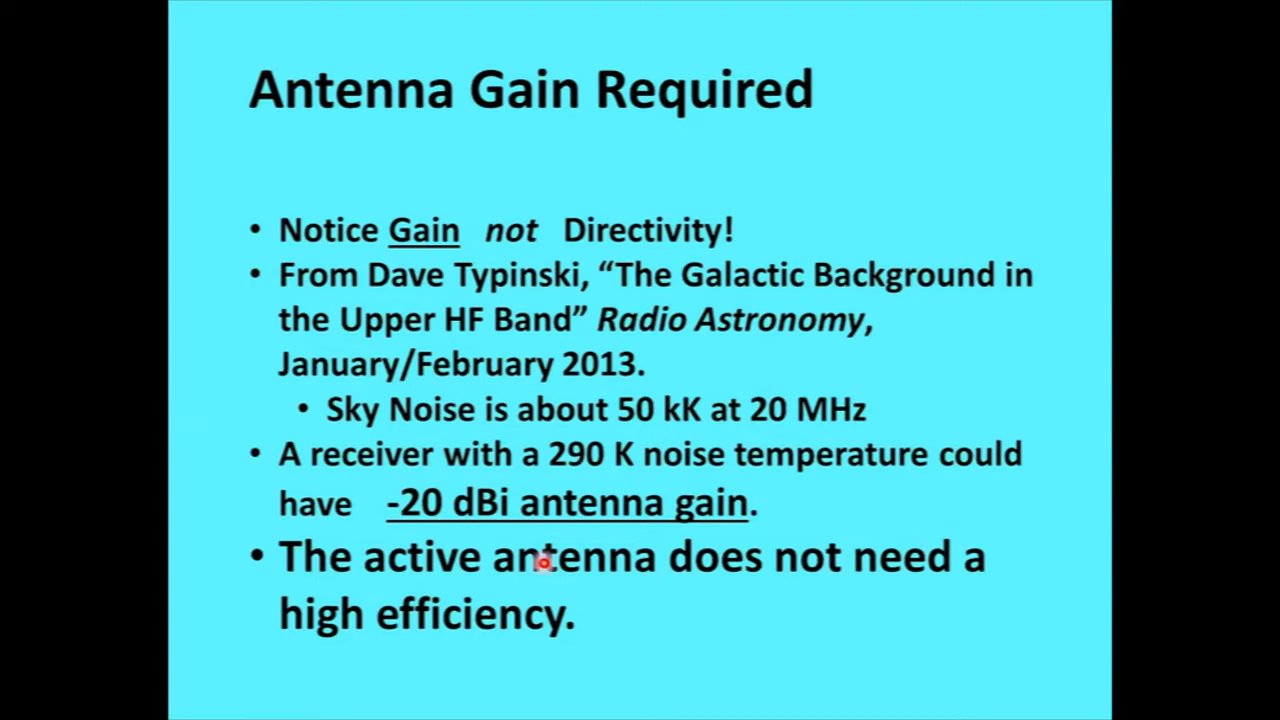 Antenna Gain Required
• Notice Gain not Directivity!
• From Dave Typinski, “The Galactic Background in
the Upper HF Band” Radio Astronomy,
January/February 2013.
• Sky Noise is about 50 kK at 20 MHz
• A receiver with a 290 K noise temperature could
have -20 dBi antenna gain.
• The active antenna does not need a
high efficiency.